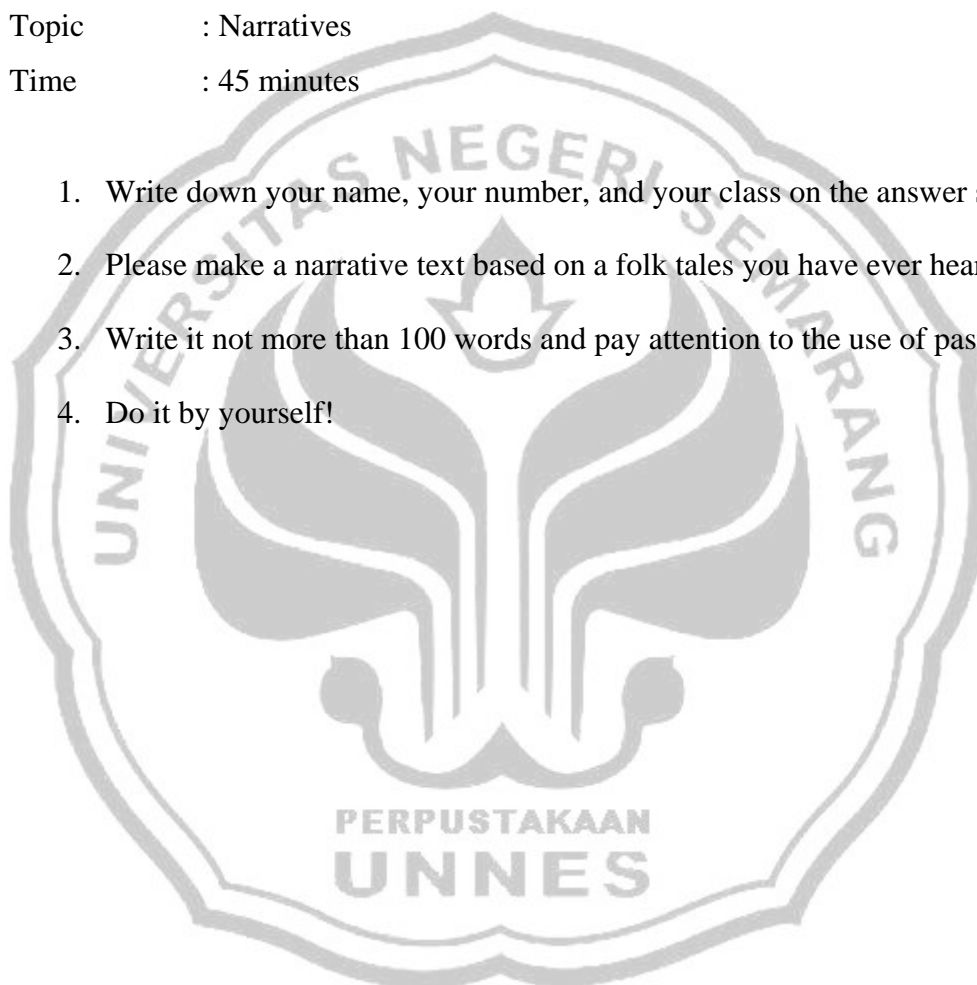 Topic : Narratives
Time : 45 minutes
1. Write down your name, your number, and your class on the answer
2. Please make a narrative text based on a folk tales you have ever
3. Write it not more than 100 words and pay attention to the use of
4. Do it by yourself!
UNIVERSITAS NEGERI SEMARANG
PERPUSTAKAAN
UNNES